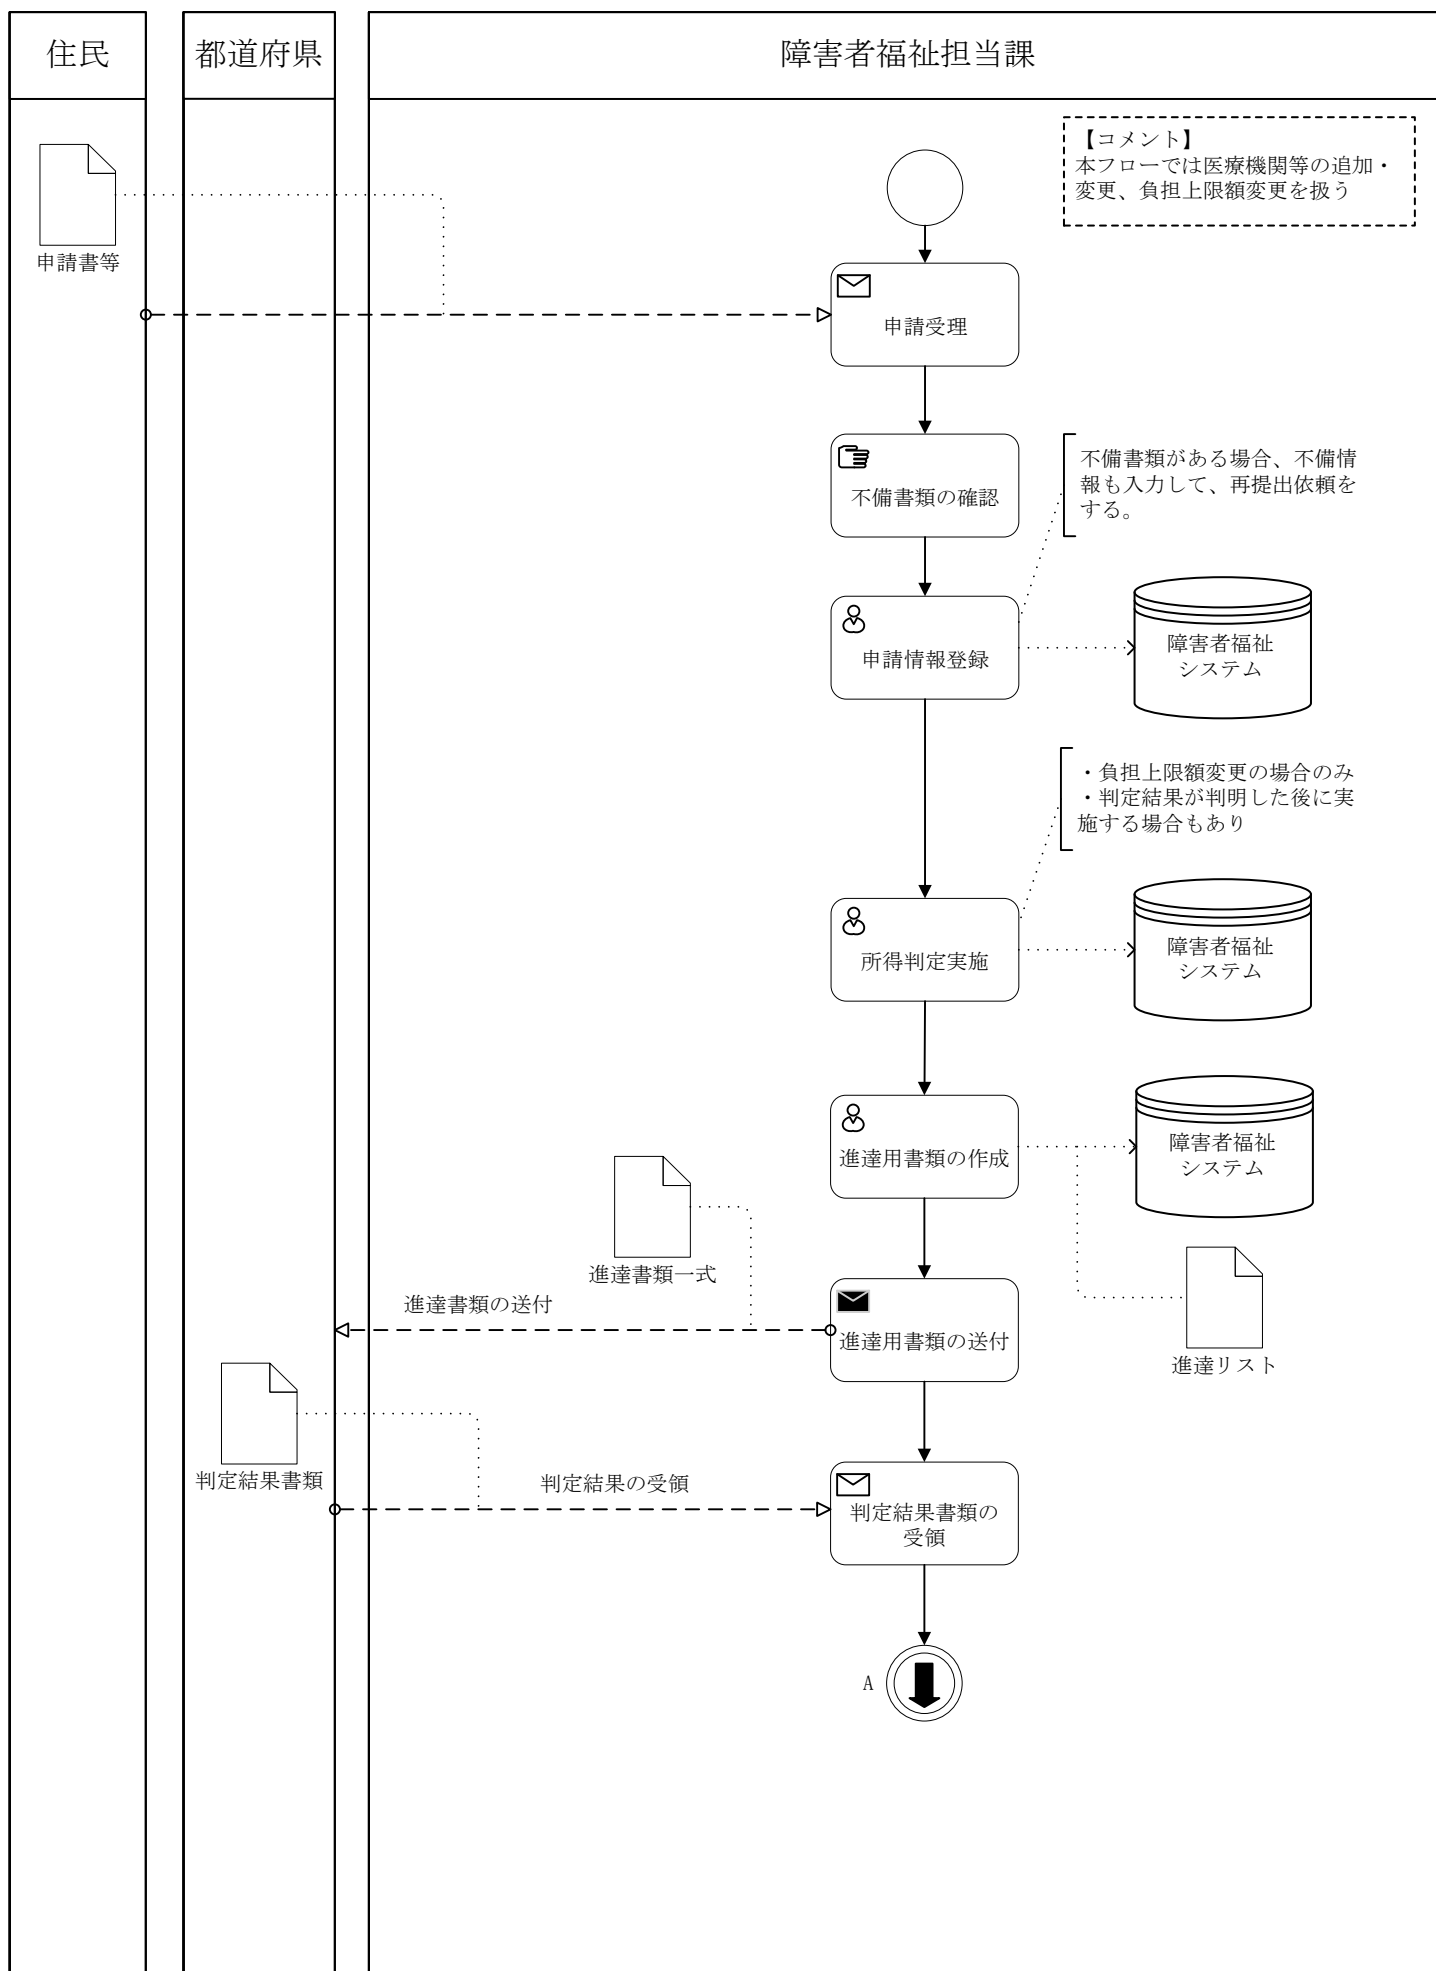 住民
都道府県
障害者福祉担当課
【コメント】
本フローでは医療機関等の追加・
変更、負担上限額変更を扱う
申請書等
申請受理
不備書類の確認
不備書類がある場合、不備情
報も入力して、再提出依頼を
する。
申請情報登録
障害者福祉
システム
・負担上限額変更の場合のみ
・判定結果が判明した後に実
施する場合もあり
所得判定実施
障害者福祉
システム
進達用書類の作成
障害者福祉
システム
進達書類一式
進達書類の送付
進達用書類の送付
進達リスト
判定結果書類
判定結果の受領
判定結果書類の
受領
A